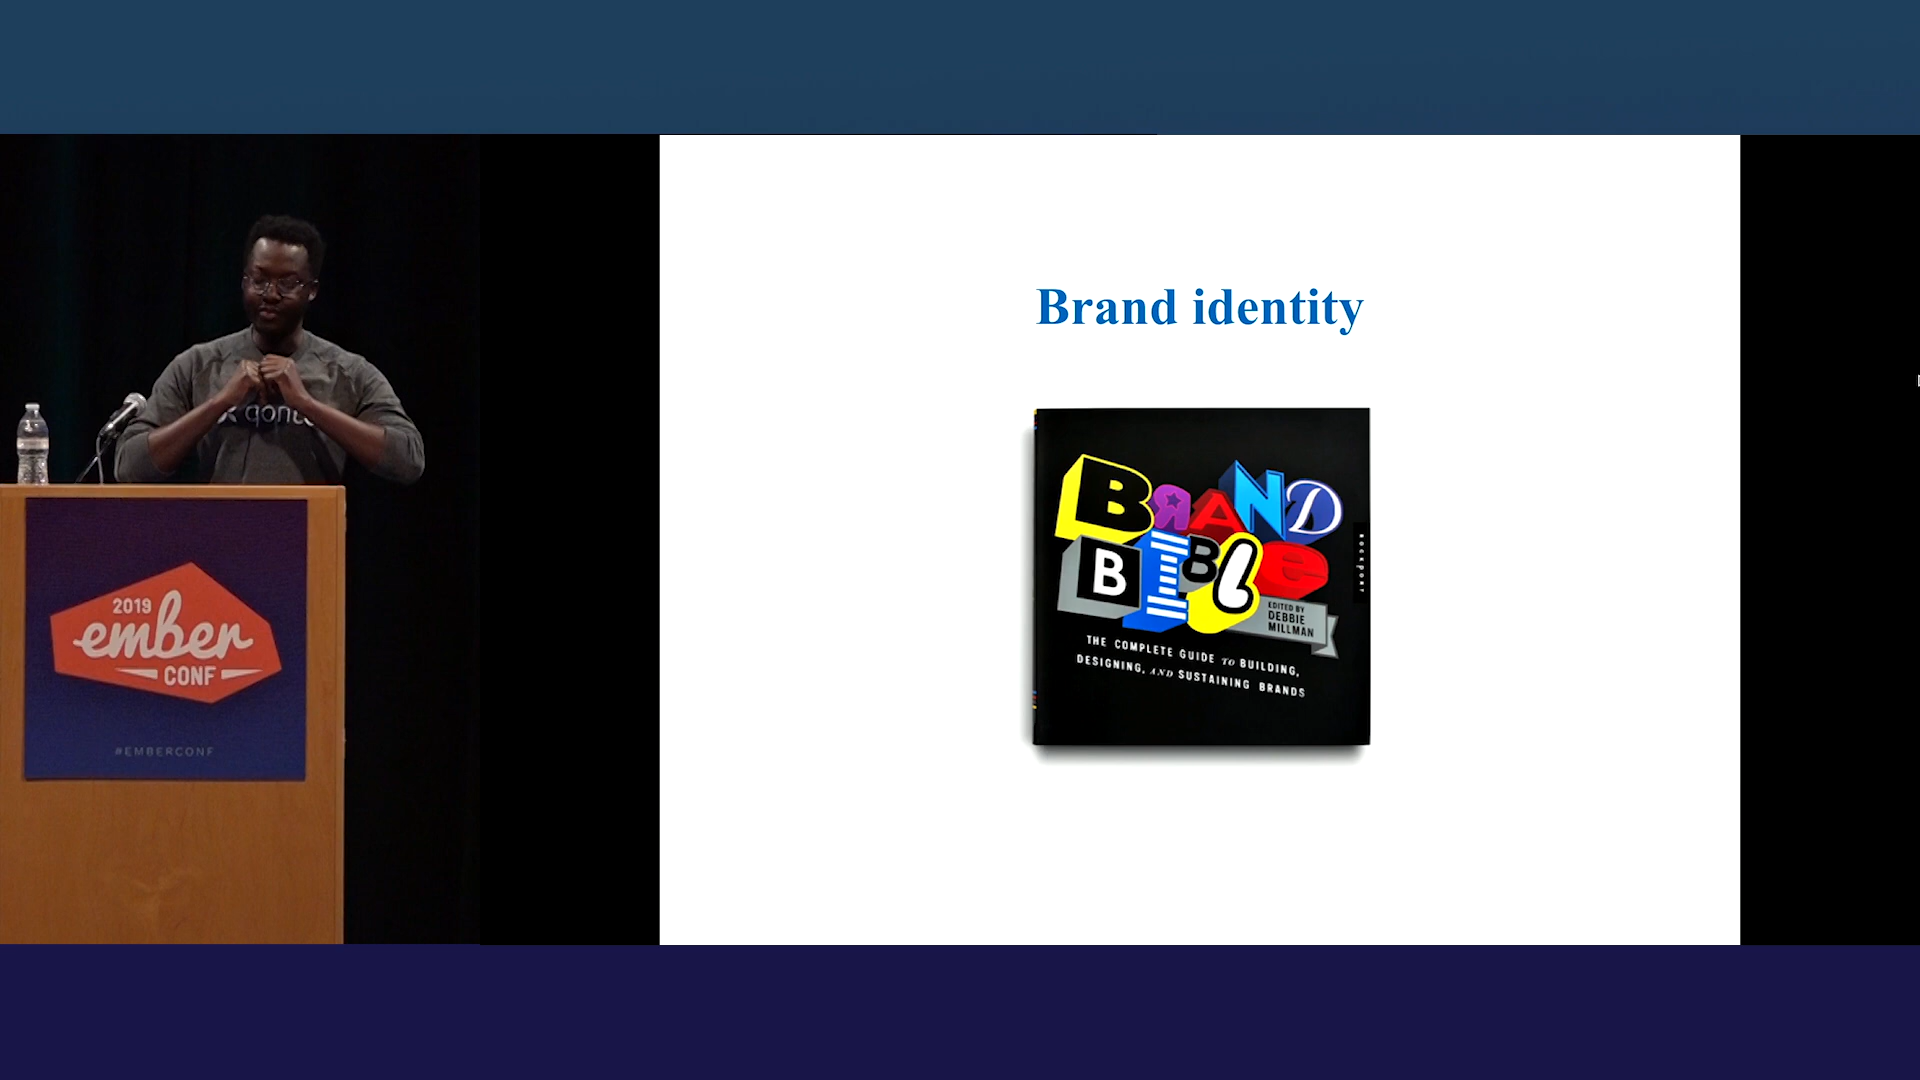 Brand identity
BRAND
BIBLE
EDITED BY
DEBBIE
MILLMAN
THE COMPLETE GUIDE TO BUILDING,
DESIGNING, AND SUSTAINING BRANDS
ROCKPORT
2019
ember
CONF
#EMBERCONF